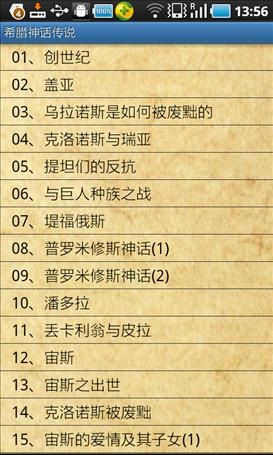 100%
13:56
希腊神话传说
01、创世纪
02、盖亚
03、乌拉诺斯是如何被废黜的
04、克洛诺斯与瑞亚
05、提坦们的反抗
06、与巨人种族之战
07、堤福俄斯
08、普罗米修斯神话(1)
09、普罗米修斯神话(2)
10、潘多拉
11、丢卡利翁与皮拉
12、宙斯
13、宙斯之出世
14、克洛诺斯被废黜
15、宙斯的爱情及其子女(1)